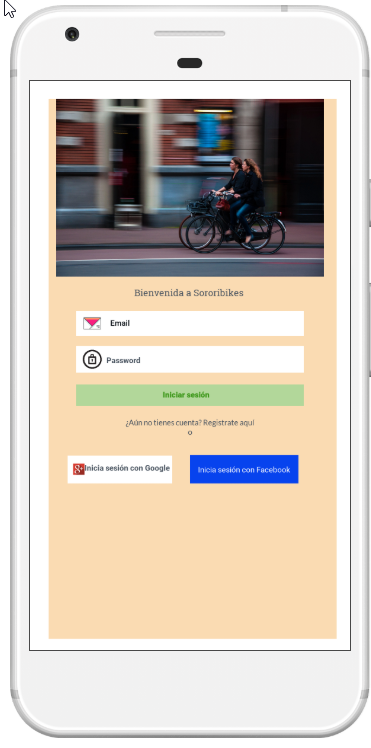 Bienvenida a Sororibikes
Email
Password
Iniciar sesión
¿Aún no tienes cuenta? Registrate aquí
o
Inicia sesión con Google
Inicia sesión con Facebook